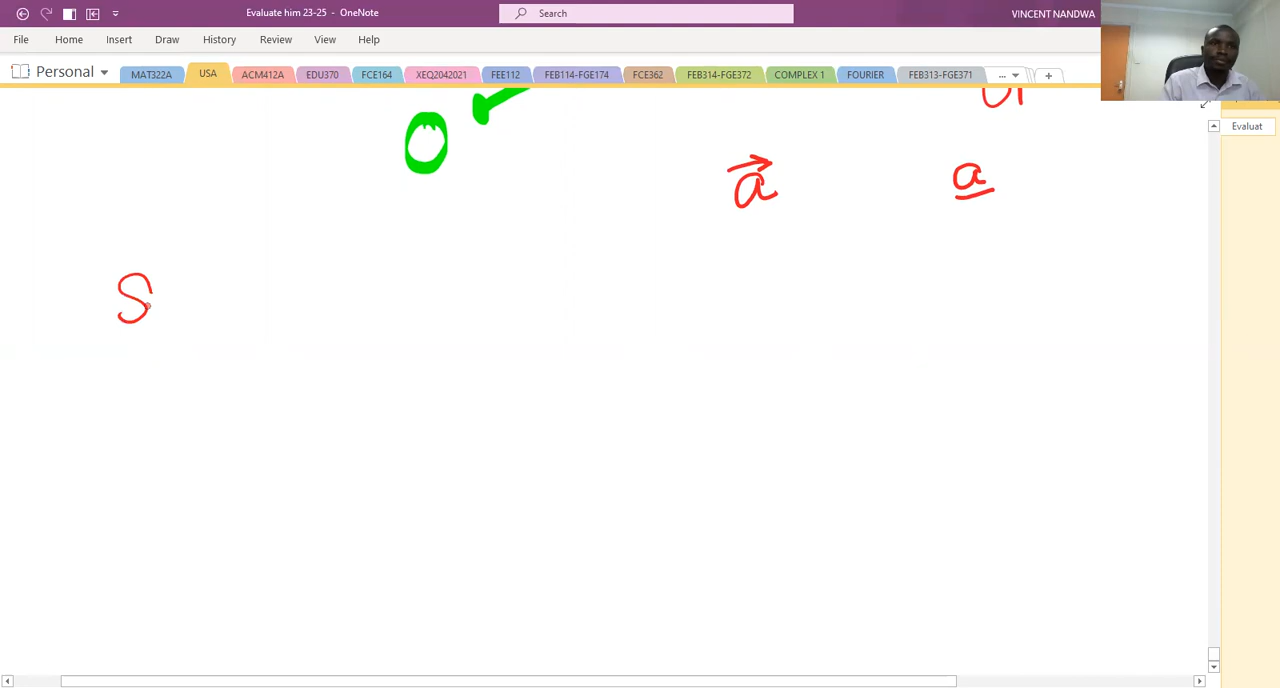 Evaluate him 23-25 - OneNote
Search
VINCENT NANDWA
File Home Insert Draw History Review View Help
Personal MAT322A USA ACM412A EDU370 FCE164 XEQ2042021 FEE112 FEB114-FGE174 FCE362 FEB314-FGE372 COMPLEX 1 FOURIER FEB313-FGE371 ... +
Evaluat
O
a⃗ a̲
S